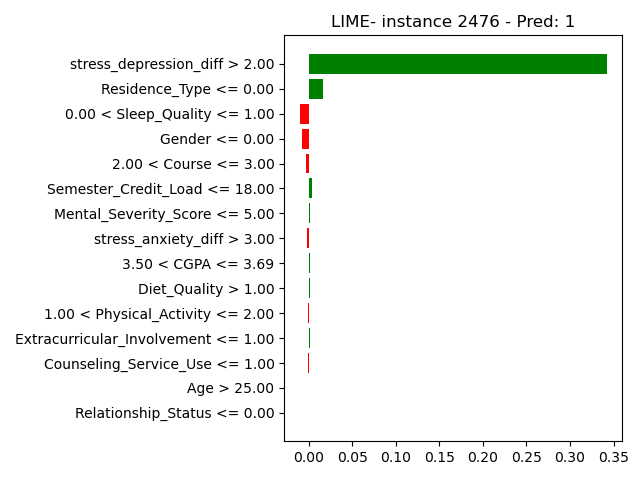 LIME- instance 2476 - Pred: 1
stress_depression_diff > 2.00
Residence_Type <= 0.00
0.00 < Sleep_Quality <= 1.00
Gender <= 0.00
2.00 < Course <= 3.00
Semester_Credit_Load <= 18.00
Mental_Severity_Score <= 5.00
stress_anxiety_diff > 3.00
3.50 < CGPA <= 3.69
Diet_Quality > 1.00
1.00 < Physical_Activity <= 2.00
Extracurricular_Involvement <= 1.00
Counseling_Service_Use <= 1.00
Age > 25.00
Relationship_Status <= 0.00
0.00 0.05 0.10 0.15 0.20 0.25 0.30 0.35